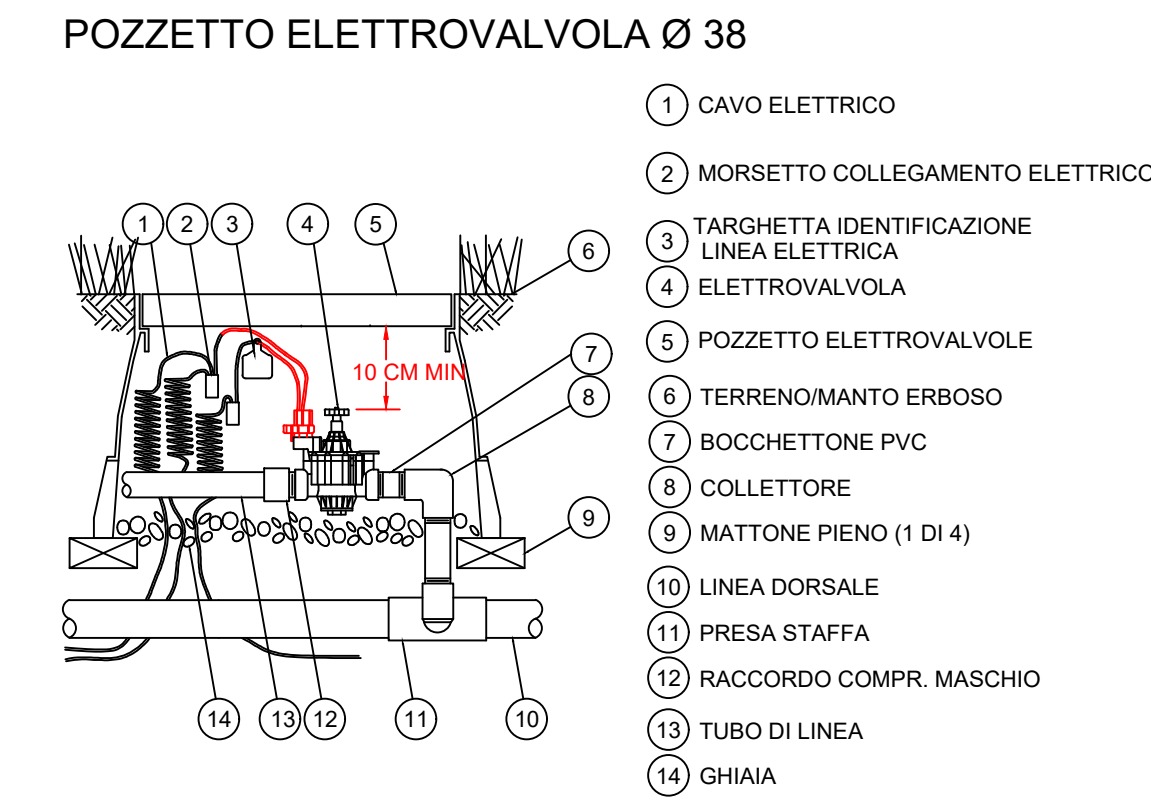 POZZETTO ELETTROVALVOLA Ø 38
1 CAVO ELETTRICO
2 MORSETTO COLLEGAMENTO ELETTRICO
3 TARGHETTA IDENTIFICAZIONE
LINEA ELETTRICA
4 ELETTROVALVOLA
5 POZZETTO ELETTROVALVOLE
6 TERRENO/MANTO ERBOSO
7 BOCCHETTONE PVC
8 COLLETTORE
9 MATTONE PIENO (1 DI 4)
10 LINEA DORSALE
11 PRESA STAFFA
12 RACCORDO COMPR. MASCHIO
13 TUBO DI LINEA
14 GHIAIA
1 2 3 4 5
6
10 CM MIN
7
8
9
14 13 12 11 10